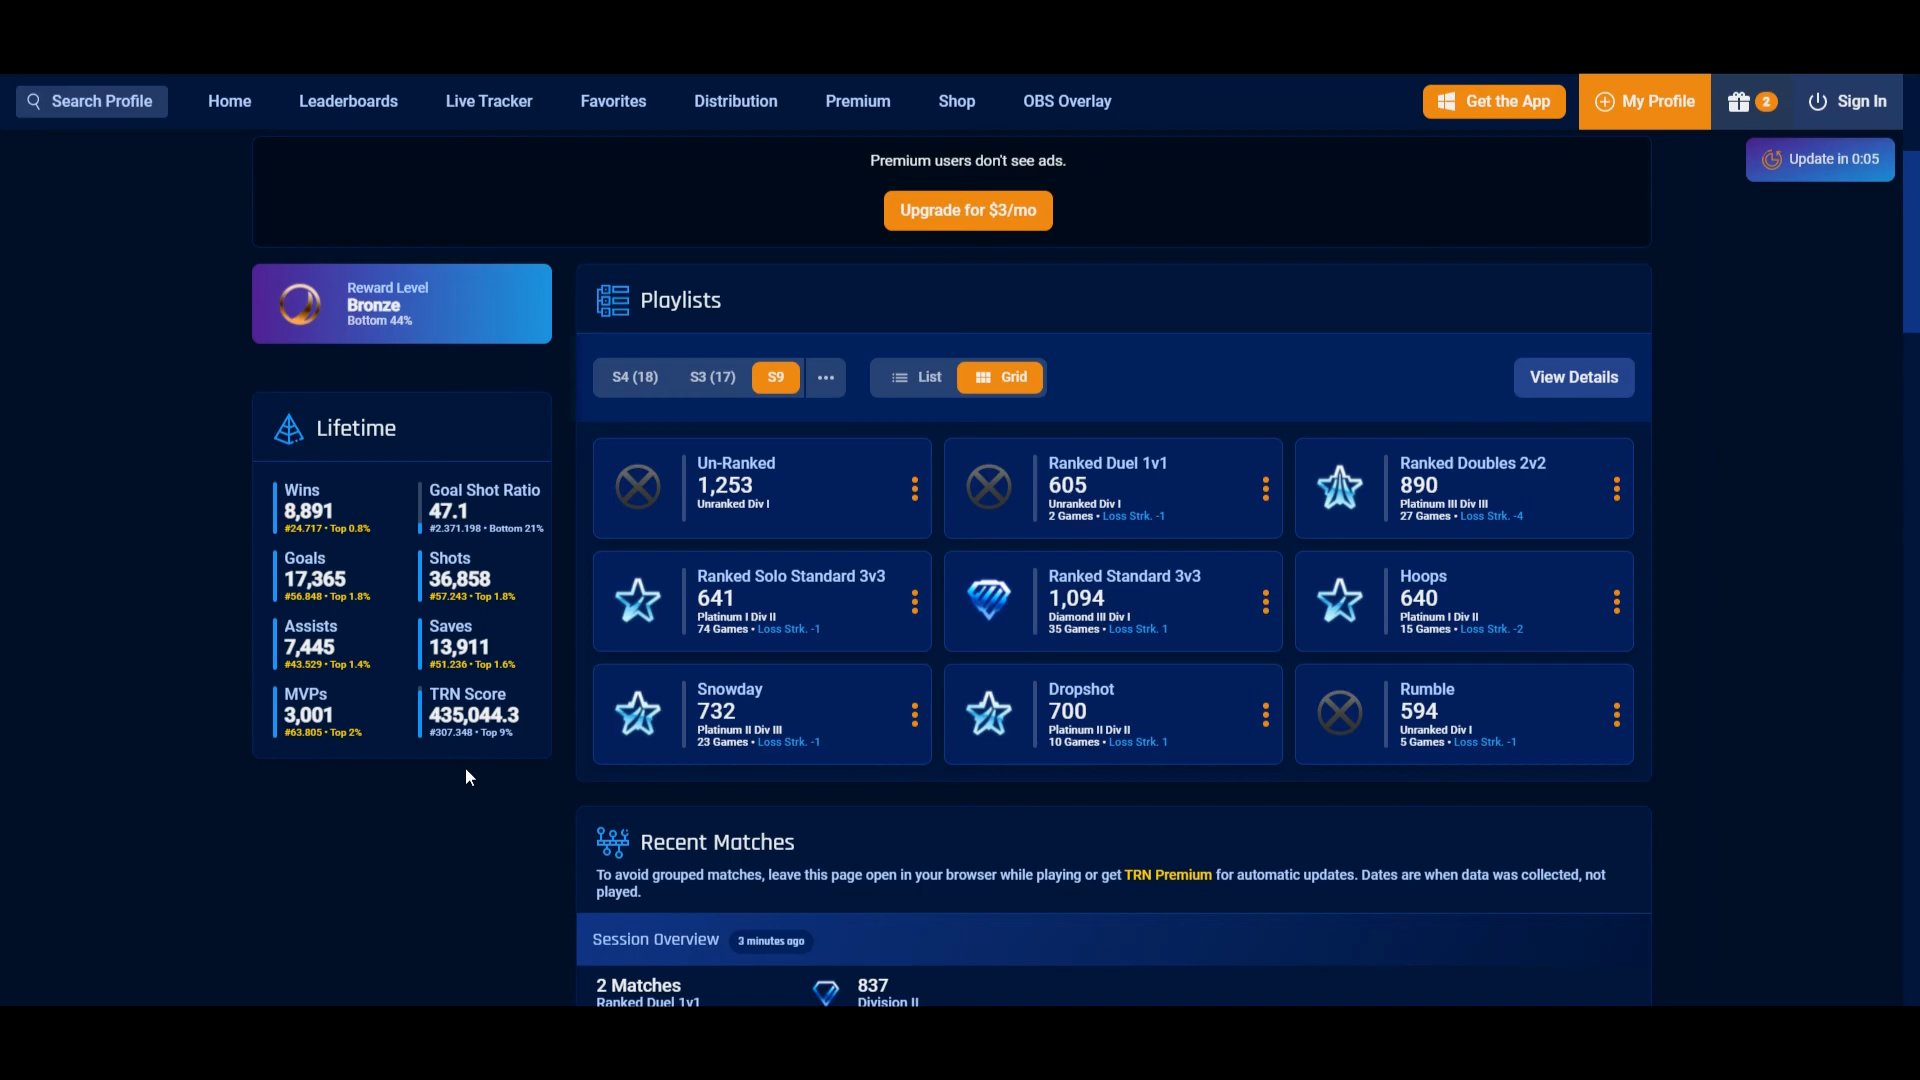 Search Profile
Home
Leaderboards
Live Tracker
Favorites
Distribution
Premium
Shop
OBS Overlay
Get the App
My Profile
2
Sign In
Premium users don't see ads.
Upgrade for $3/mo
Update in 0:05
Reward Level
Bronze
Bottom 44%
Lifetime
Wins
8,891
#24.717 • Top 0.8%
Goal Shot Ratio
47.1
#2.371.198 • Bottom 21%
Goals
17,365
#56.848 • Top 1.8%
Shots
36,858
#57.243 • Top 1.8%
Assists
7,445
#43.529 • Top 1.4%
Saves
13,911
#51.236 • Top 1.6%
MVPs
3,001
#63.805 • Top 2%
TRN Score
435,044.3
#307.348 • Top 9%
Playlists
S4 (18)
S3 (17)
S9
List
Grid
View Details
Un-Ranked
1,253
Unranked Div I
Ranked Duel 1v1
605
Unranked Div I
2 Games • Loss Strk. -1
Ranked Doubles 2v2
890
Platinum III Div III
27 Games • Loss Strk. -4
Ranked Solo Standard 3v3
641
Platinum I Div II
74 Games • Loss Strk. -1
Ranked Standard 3v3
1,094
Diamond III Div I
35 Games • Loss Strk. 1
Hoops
640
Platinum I Div II
15 Games • Loss Strk. -2
Snowday
732
Platinum II Div III
23 Games • Loss Strk. -1
Dropshot
700
Platinum II Div II
10 Games • Loss Strk. 1
Rumble
594
Unranked Div I
5 Games • Loss Strk. -1
Recent Matches
To avoid grouped matches, leave this page open in your browser while playing or get TRN Premium for automatic updates. Dates are when data was collected, not
played.
Session Overview
3 minutes ago
2 Matches
Ranked Duel 1v1
837
Division II